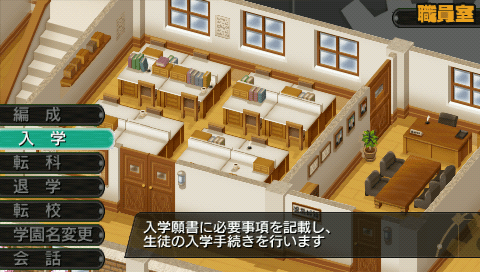 職員室
編成
入学
転科
退学
転校
学園名変更
会話
入学願書に必要事項を記載し、
生徒の入学手続きを行います